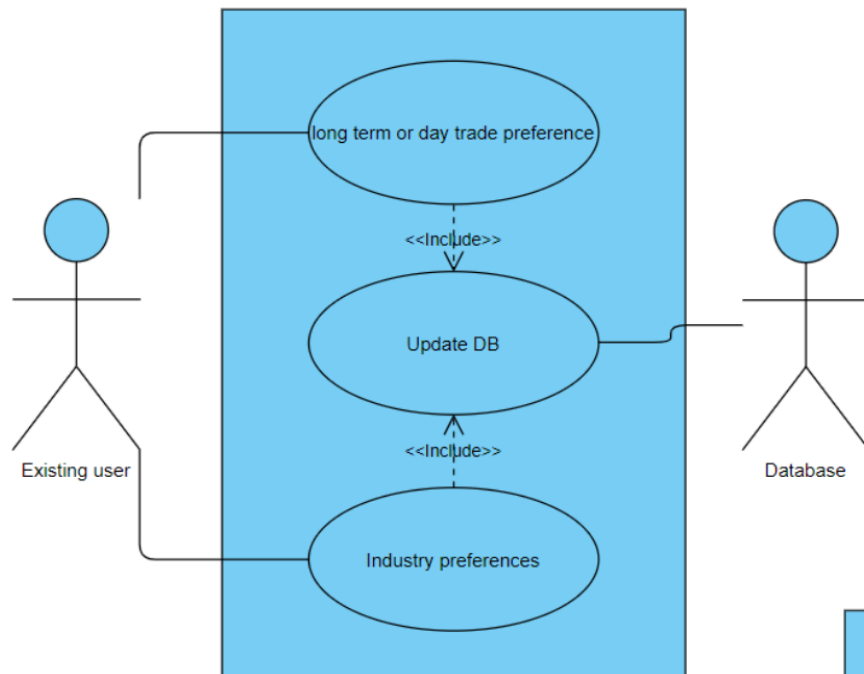 long term or day trade preference
<<Include>>
Update DB
<<Include>>
Existing user
Database
Industry preferences